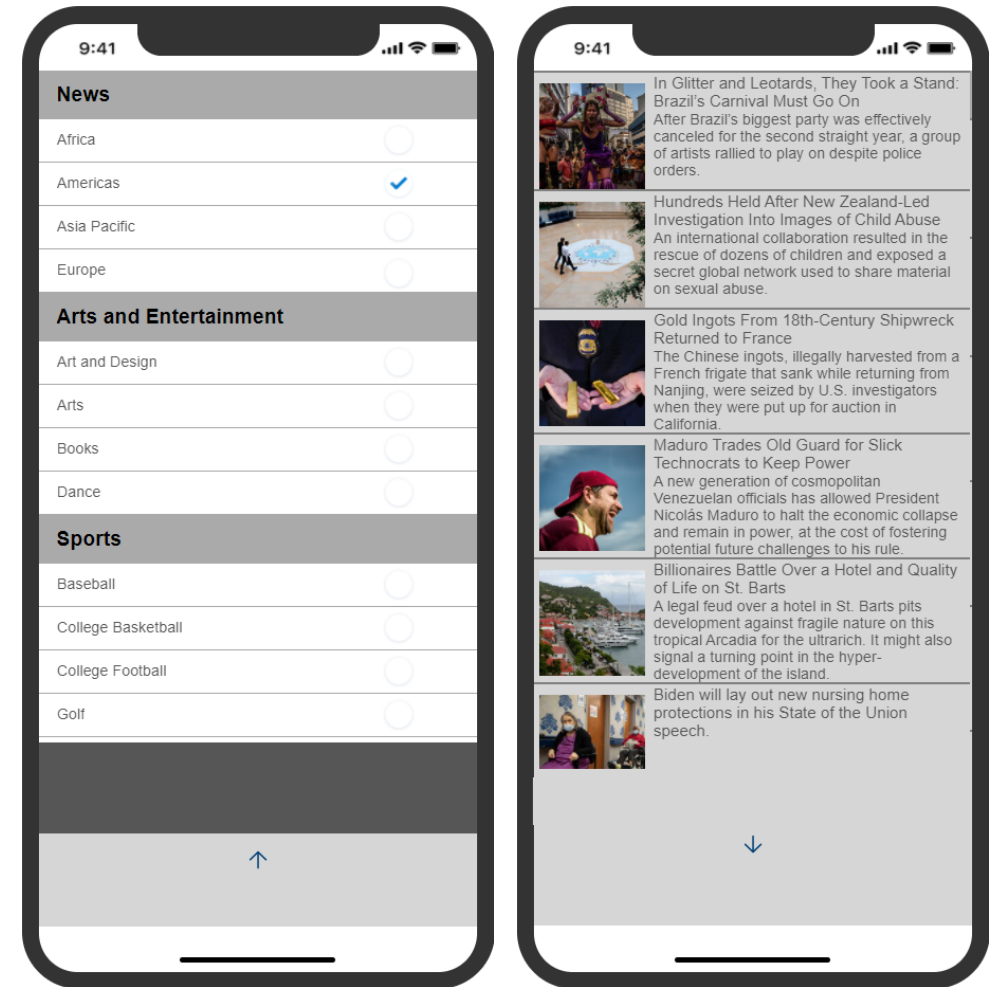 9:41
News
Africa
Americas
Asia Pacific
Europe
Arts and Entertainment
Art and Design
Arts
Books
Dance
Sports
Baseball
College Basketball
College Football
Golf
9:41
In Glitter and Leotards, They Took a Stand:
Brazil’s Carnival Must Go On
After Brazil’s biggest party was effectively
canceled for the second straight year, a group
of artists rallied to play on despite police
orders.
Hundreds Held After New Zealand-Led
Investigation Into Images of Child Abuse
An international collaboration resulted in the
rescue of dozens of children and exposed a
secret global network used to share material
on sexual abuse.
Gold Ingots From 18th-Century Shipwreck
Returned to France
The Chinese ingots, illegally harvested from a
French frigate that sank while returning from
Nanjing, were seized by U.S. investigators
when they were put up for auction in
California.
Maduro Trades Old Guard for Slick
Technocrats to Keep Power
A new generation of cosmopolitan
Venezuelan officials has allowed President
Nicolás Maduro to halt the economic collapse
and remain in power, at the cost of fostering
potential future challenges to his rule.
Billionaires Battle Over a Hotel and Quality
of Life on St. Barts
A legal feud over a hotel in St. Barts pits
development against fragile nature on this
tropical Arcadia for the ultrarich. It might also
signal a turning point in the hyper-
development of the island.
Biden will lay out new nursing home
protections in his State of the Union
speech.